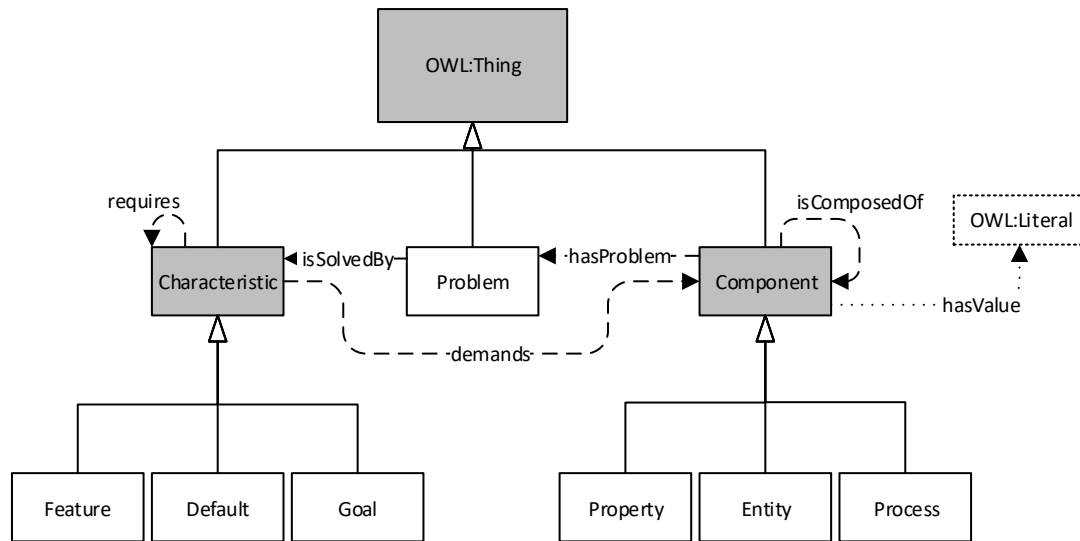 OWL:Thing
requires
isComposedOf
OWL:Literal
Characteristic
isSolvedBy
Problem
hasProblem
Component
hasValue
demands
Feature
Default
Goal
Property
Entity
Process